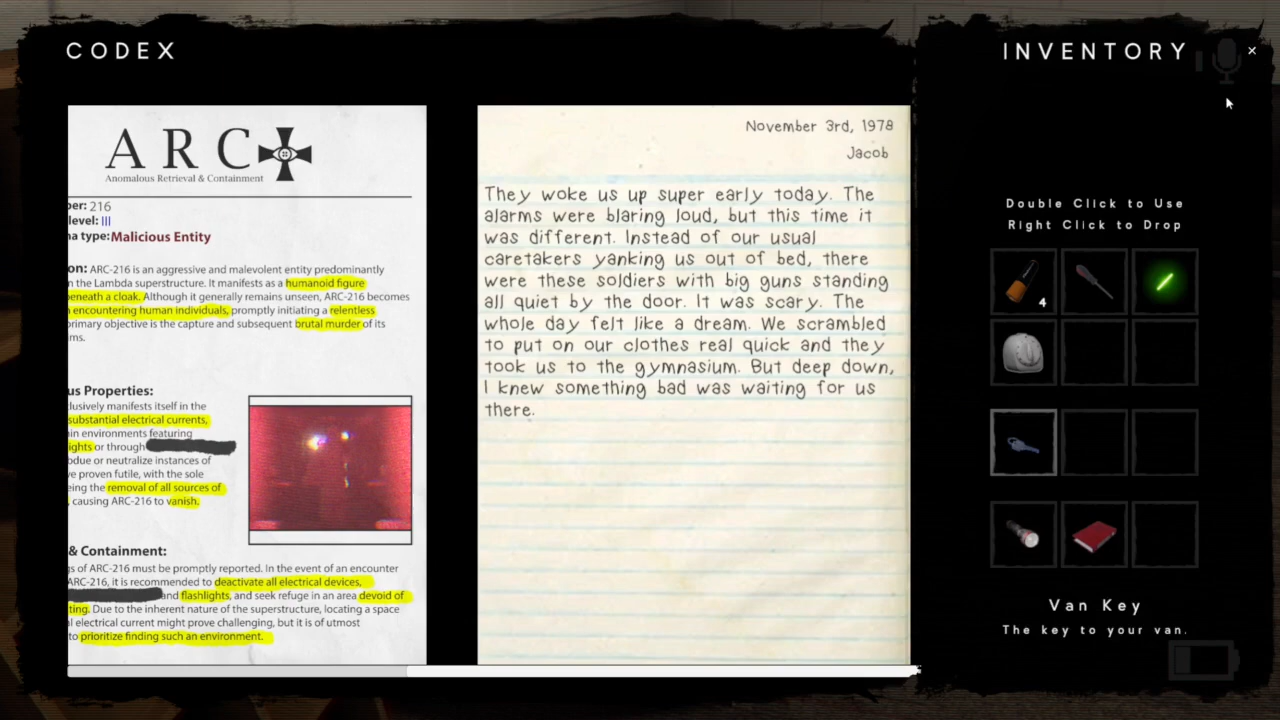 CODEX
ARC
Anomalous Retrieval & Containment
ber: 216
level: III
na type: Malicious Entity
on: ARC-216 is an aggressive and malevolent entity predominantly
n the Lambda superstructure. It manifests as a humanoid figure
beneath a cloak. Although it generally remains unseen, ARC-216 becomes
encountering human individuals, promptly initiating a relentless
primary objective is the capture and subsequent brutal murder of its
ms.
us Properties:
clusively manifests itself in the
substantial electrical currents,
in environments featuring
ights or through
bdue or neutralize instances of
ve proven futile, with the sole
eing the removal of all sources of
, causing ARC-216 to vanish.
& Containment:
gs of ARC-216 must be promptly reported. In the event of an encounter
ARC-216, it is recommended to deactivate all electrical devices,
and flashlights, and seek refuge in an area devoid of
ting. Due to the inherent nature of the superstructure, locating a space
l electrical current might prove challenging, but it is of utmost
to prioritize finding such an environment.
November 3rd, 1978
Jacob
They woke us up super early today. The
alarms were blaring loud, but this time it
was different. Instead of our usual
caretakers yanking us out of bed, there
were these soldiers with big guns standing
all quiet by the door. It was scary. The
whole day felt like a dream. We scrambled
to put on our clothes real quick and they
took us to the gymnasium. But deep down,
I knew something bad was waiting for us
there.
INVENTORY
×
Double Click to Use
Right Click to Drop
4
Van Key
The key to your van.